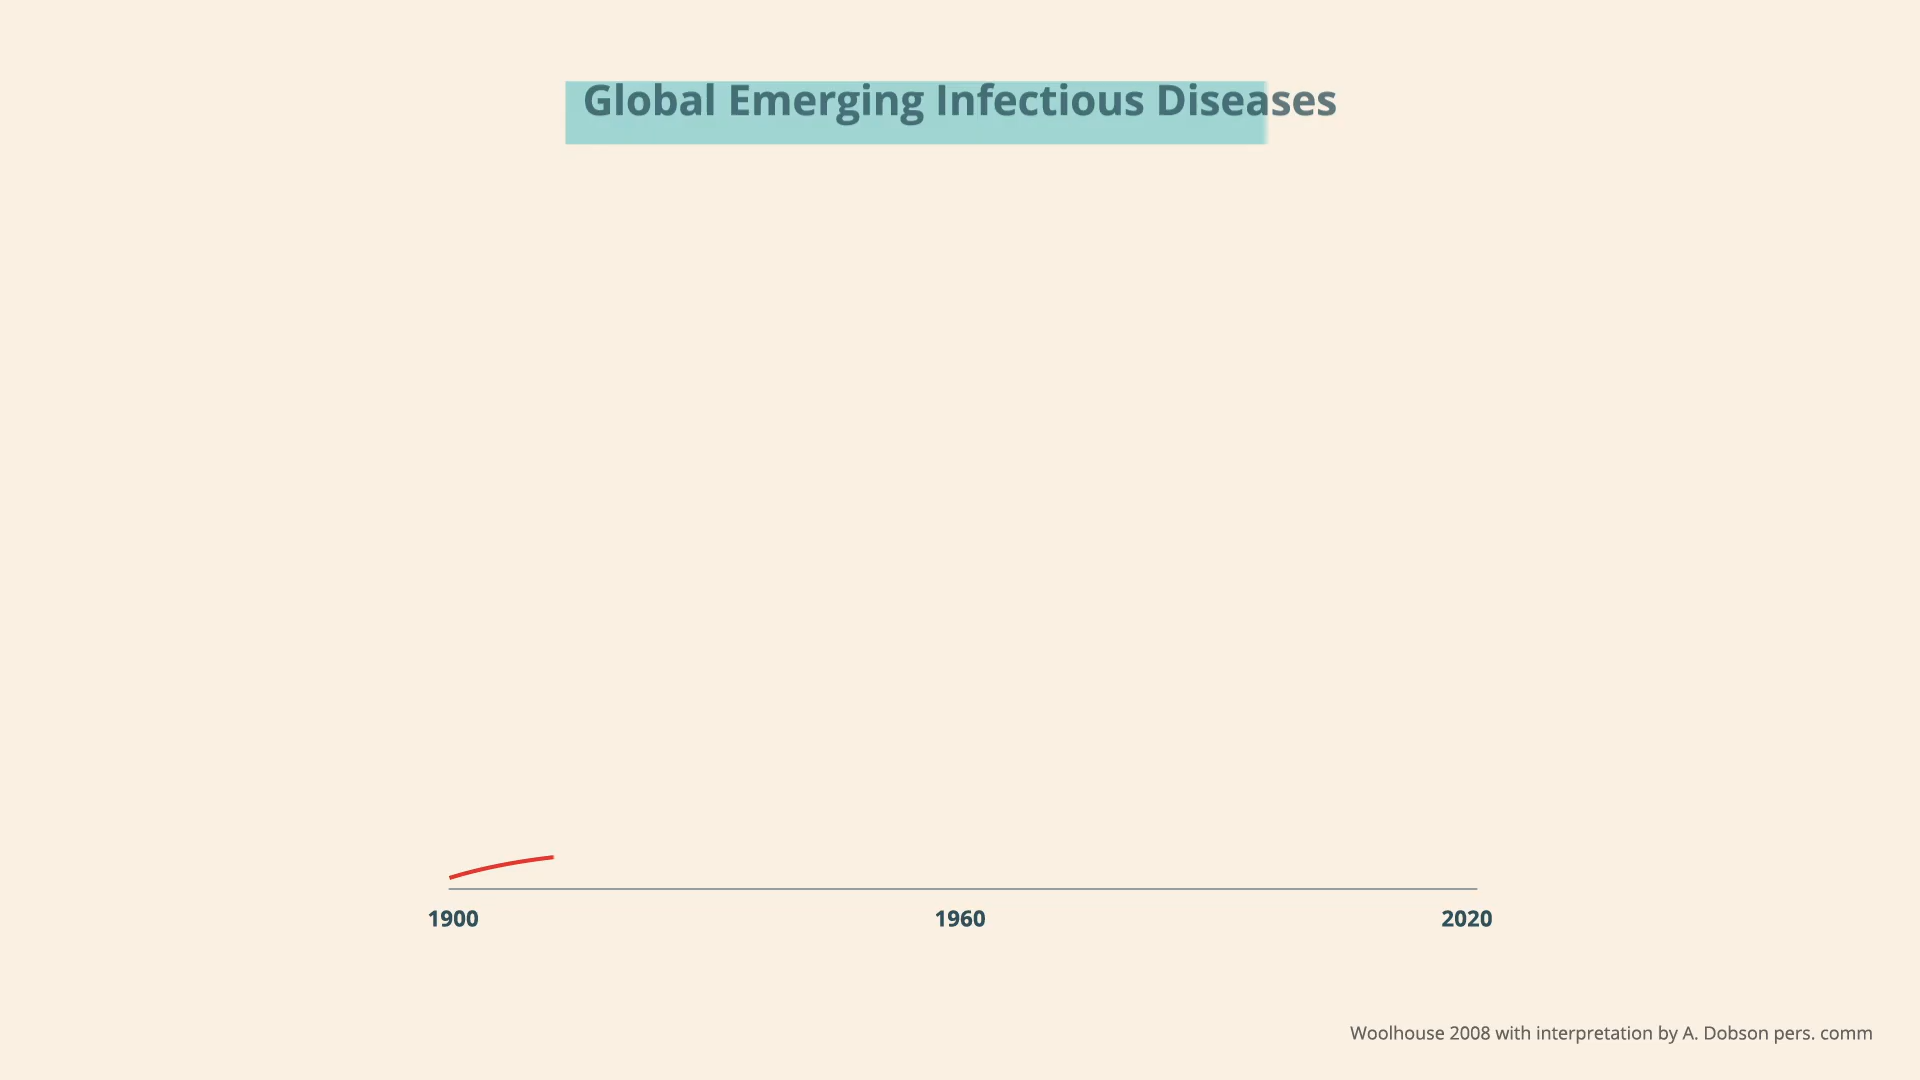 Global Emerging Infectious Diseases
1900 1960 2020
Woolhouse 2008 with interpretation by A. Dobson pers. comm